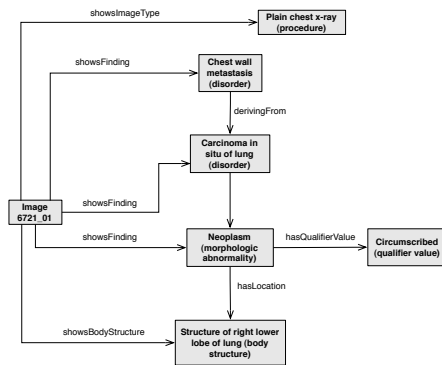 showsImageType
Plain chest x-ray
(procedure)
showsFinding
Chest wall
metastasis
(disorder)
derivingFrom
Carcinoma in
situ of lung
(disorder)
Image
6721_01
showsFinding
showsFinding
Neoplasm
(morphologic
abnormality)
hasQualifierValue
Circumscribed
(qualifier value)
hasLocation
showsBodyStructure
Structure of right lower
lobe of lung (body
structure)